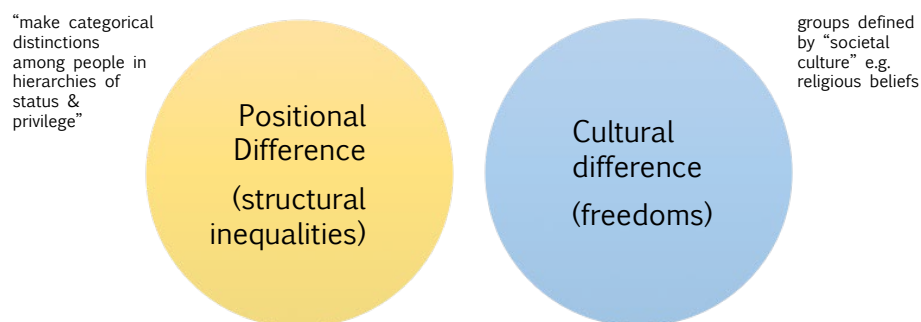 “make categorical
distinctions
among people in
hierarchies of
status &
privilege”
Positional
Difference
(structural
inequalities)
Cultural
difference
(freedoms)
groups defined
by “societal
culture” e.g.
religious beliefs